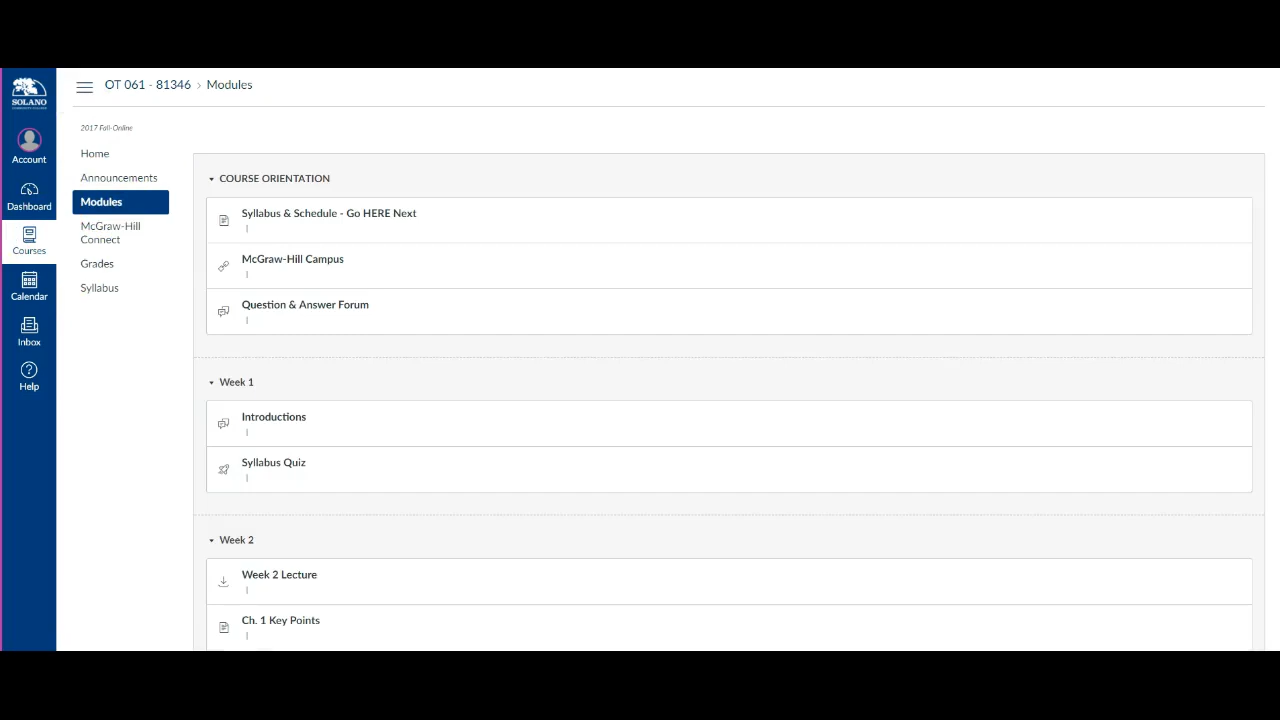 SOLANO
COMMUNITY COLLEGE
Account
Dashboard
Courses
Calendar
Inbox
Help
OT 061 - 81346 › Modules
2017 Fall-Online
Home
Announcements
Modules
McGraw-Hill
Connect
Grades
Syllabus
COURSE ORIENTATION
Syllabus & Schedule - Go HERE Next
McGraw-Hill Campus
Question & Answer Forum
Week 1
Introductions
Syllabus Quiz
Week 2
Week 2 Lecture
Ch. 1 Key Points